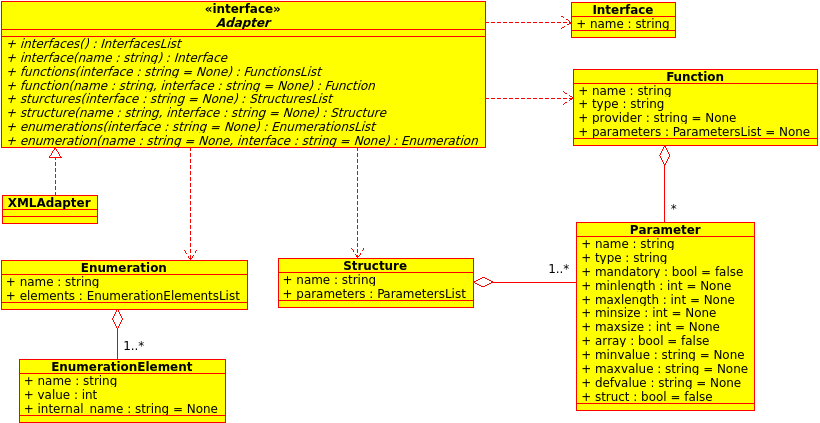 «interface»
Adapter
+ interfaces() : InterfacesList
+ interface(name : string) : Interface
+ functions(interface : string = None) : FunctionsList
+ function(name : string, interface : string = None) : Function
+ sturctures(interface : string = None) : StructuresList
+ structure(name : string, interface : string = None) : Structure
+ enumerations(interface : string = None) : EnumerationsList
+ enumeration(name : string = None, interface : string = None) : Enumeration
Interface
+ name : string
Function
+ name : string
+ type : string
+ provider : string = None
+ parameters : ParametersList = None
*
XMLAdapter
Enumeration
+ name : string
+ elements : EnumerationElementsList
1..*
EnumerationElement
+ name : string
+ value : int
+ internal_name : string = None
Structure
+ name : string
+ parameters : ParametersList
1..*
Parameter
+ name : string
+ type : string
+ mandatory : bool = false
+ minlength : int = None
+ maxlength : int = None
+ minsize : int = None
+ maxsize : int = None
+ array : bool = false
+ minvalue : string = None
+ maxvalue : string = None
+ defvalue : string = None
+ struct : bool = false